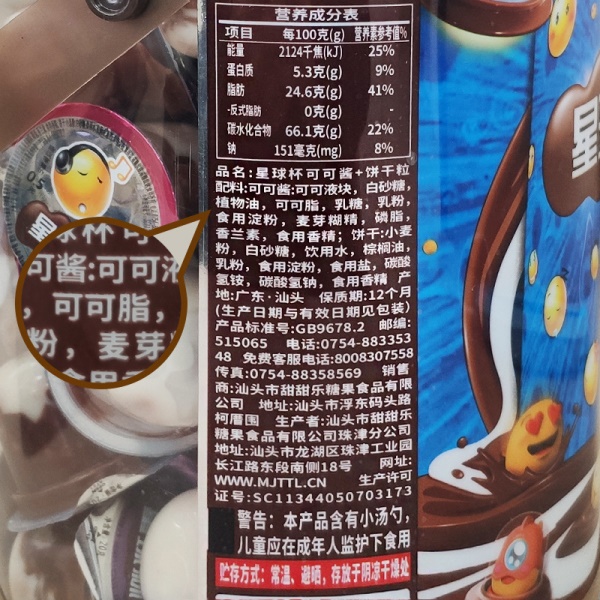 营养成分表
项目 每100克(g) 营养素参考值%
能量 2124千焦(kJ) 25%
蛋白质 5.3克(g) 9%
脂肪 24.6克(g) 41%
-反式脂肪 0克(g) -
碳水化合物 66.1克(g) 22%
钠 151毫克(mg) 8%
品名:星球杯可可酱+饼干粒
配料:可可酱:可可液块,白砂糖,
植物油,可可脂,乳糖,乳粉,
食用淀粉,麦芽糊精,磷脂,
香兰素,食用香精;饼干:小麦
粉,白砂糖,饮用水,棕榈油,
乳粉,食用淀粉,食用盐,碳酸
氢铵,碳酸氢钠,食用香精 产
地:广东·汕头 保质期:12个月
(生产日期与有效日期见包装)
产品标准号:GB9678.2 邮编:
515065 电话:0754-883353
48 免费客服电话:8008307558
传真:0754-88358569 销售
商:汕头市甜甜乐糖果食品有限
公司 地址:汕头市浮东码头路
柯厝围 生产者:汕头市甜甜乐
糖果食品有限公司珠津分公司
地址:汕头市龙湖区珠津工业园
长江路东段南侧18号 网址:
WWW.MJTTL.CN 生产许可
证号:SC11344050703173
警告:本产品含有小汤勺,
儿童应在成年人监护下食用
贮存方式:常温、避晒,存放于阴凉干燥处
球杯可
可酱:可可液
,可可脂,
粉,麦芽
星